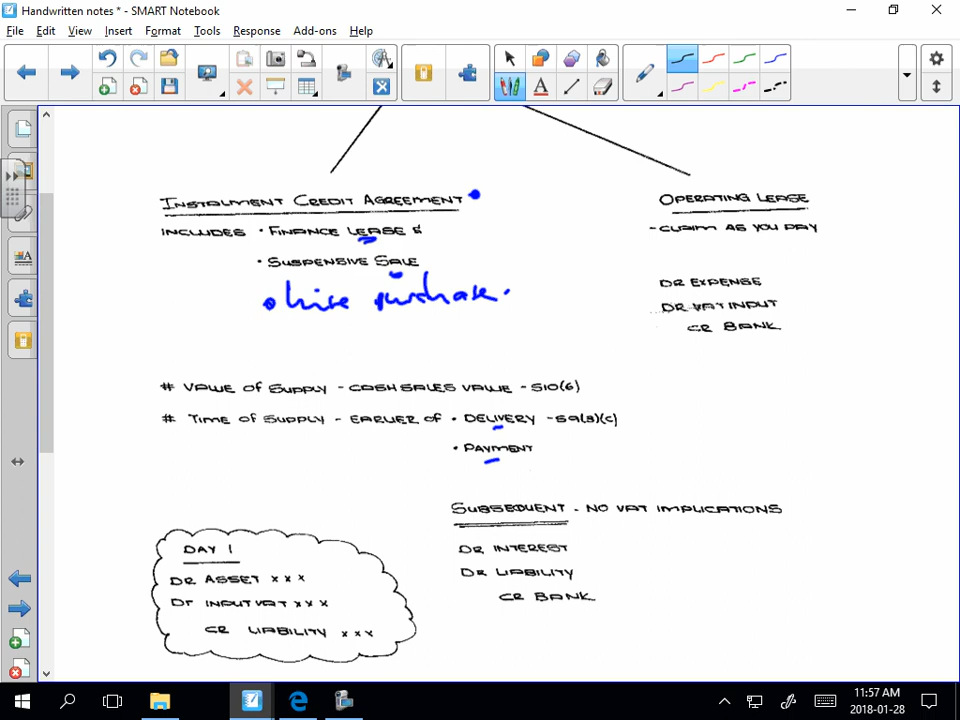 Handwritten notes * - SMART Notebook
File Edit View Insert Format Tools Response Add-ons Help
INSTALMENT CREDIT AGREEMENT
OPERATING LEASE
INCLUDES • FINANCE LEASE &
- CLAIM AS YOU PAY
• SUSPENSIVE SALE
DR EXPENSE
• hire purchase.
DR VAT INPUT
CR BANK
# VALUE OF SUPPLY - CASH SALES VALUE - S10(6)
# TIME OF SUPPLY - EARLIER OF • DELIVERY - S9(3)(c)
• PAYMENT
SUBSEQUENT - NO VAT IMPLICATIONS
DAY 1
DR INTEREST
DR ASSET x x x
DR LIABILITY
DR INPUT VAT x x x
CR BANK
CR LIABILITY x x x
11:57 AM
2018-01-28